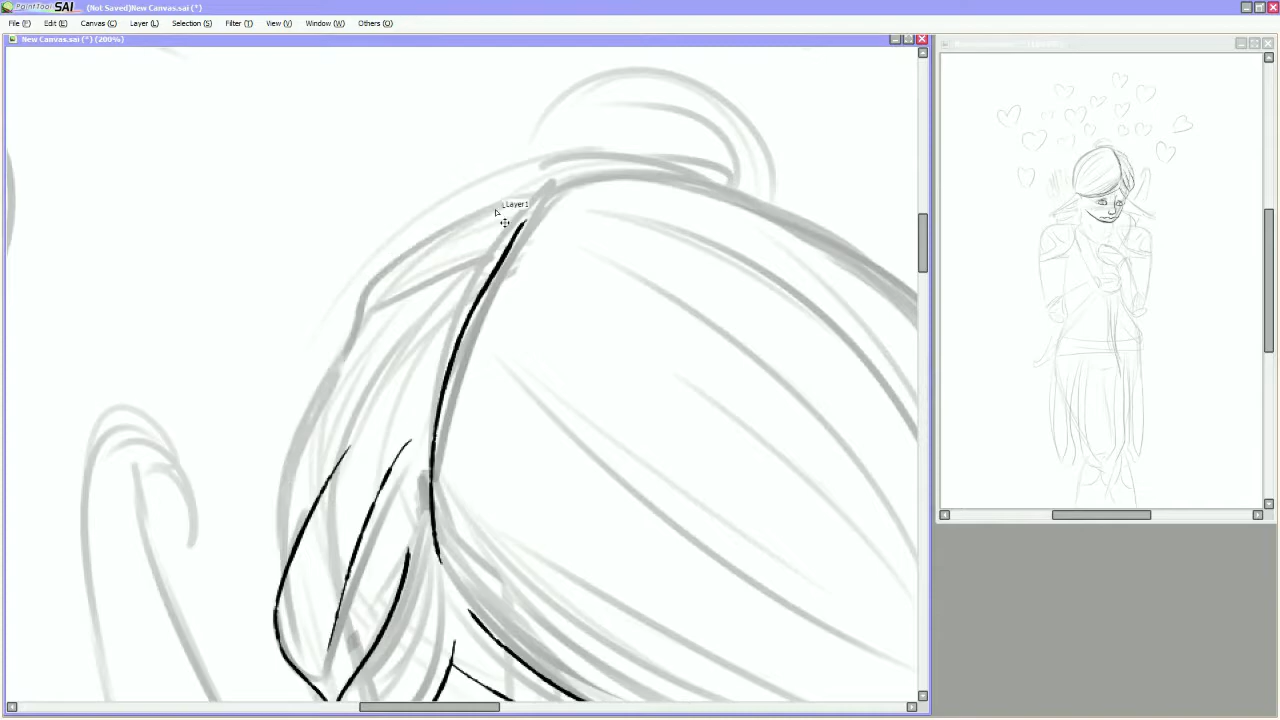 PaintTool SAI (Not Saved)New Canvas.sai (*)
File (F) Edit (E) Canvas (C) Layer (L) Selection (S) Filter (T) View (V) Window (W) Others (O)
New Canvas.sai (*) (200%)
Layer1